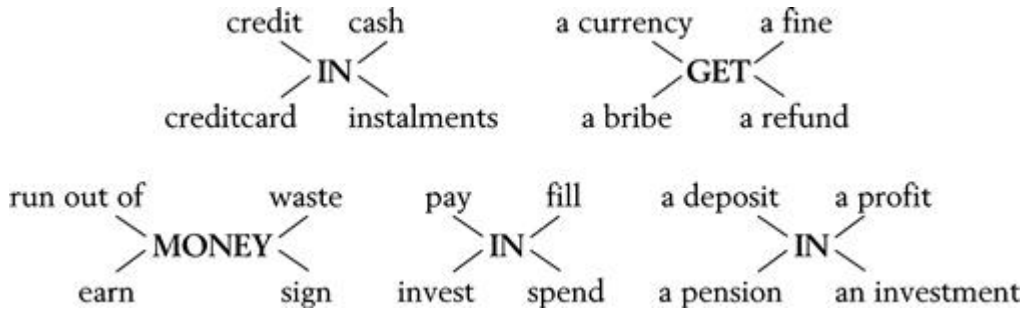 credit cash a currency a fine
IN GET
creditcard instalments a bribe a refund
run out of waste pay fill a deposit a profit
MONEY IN IN
earn sign invest spend a pension an investment